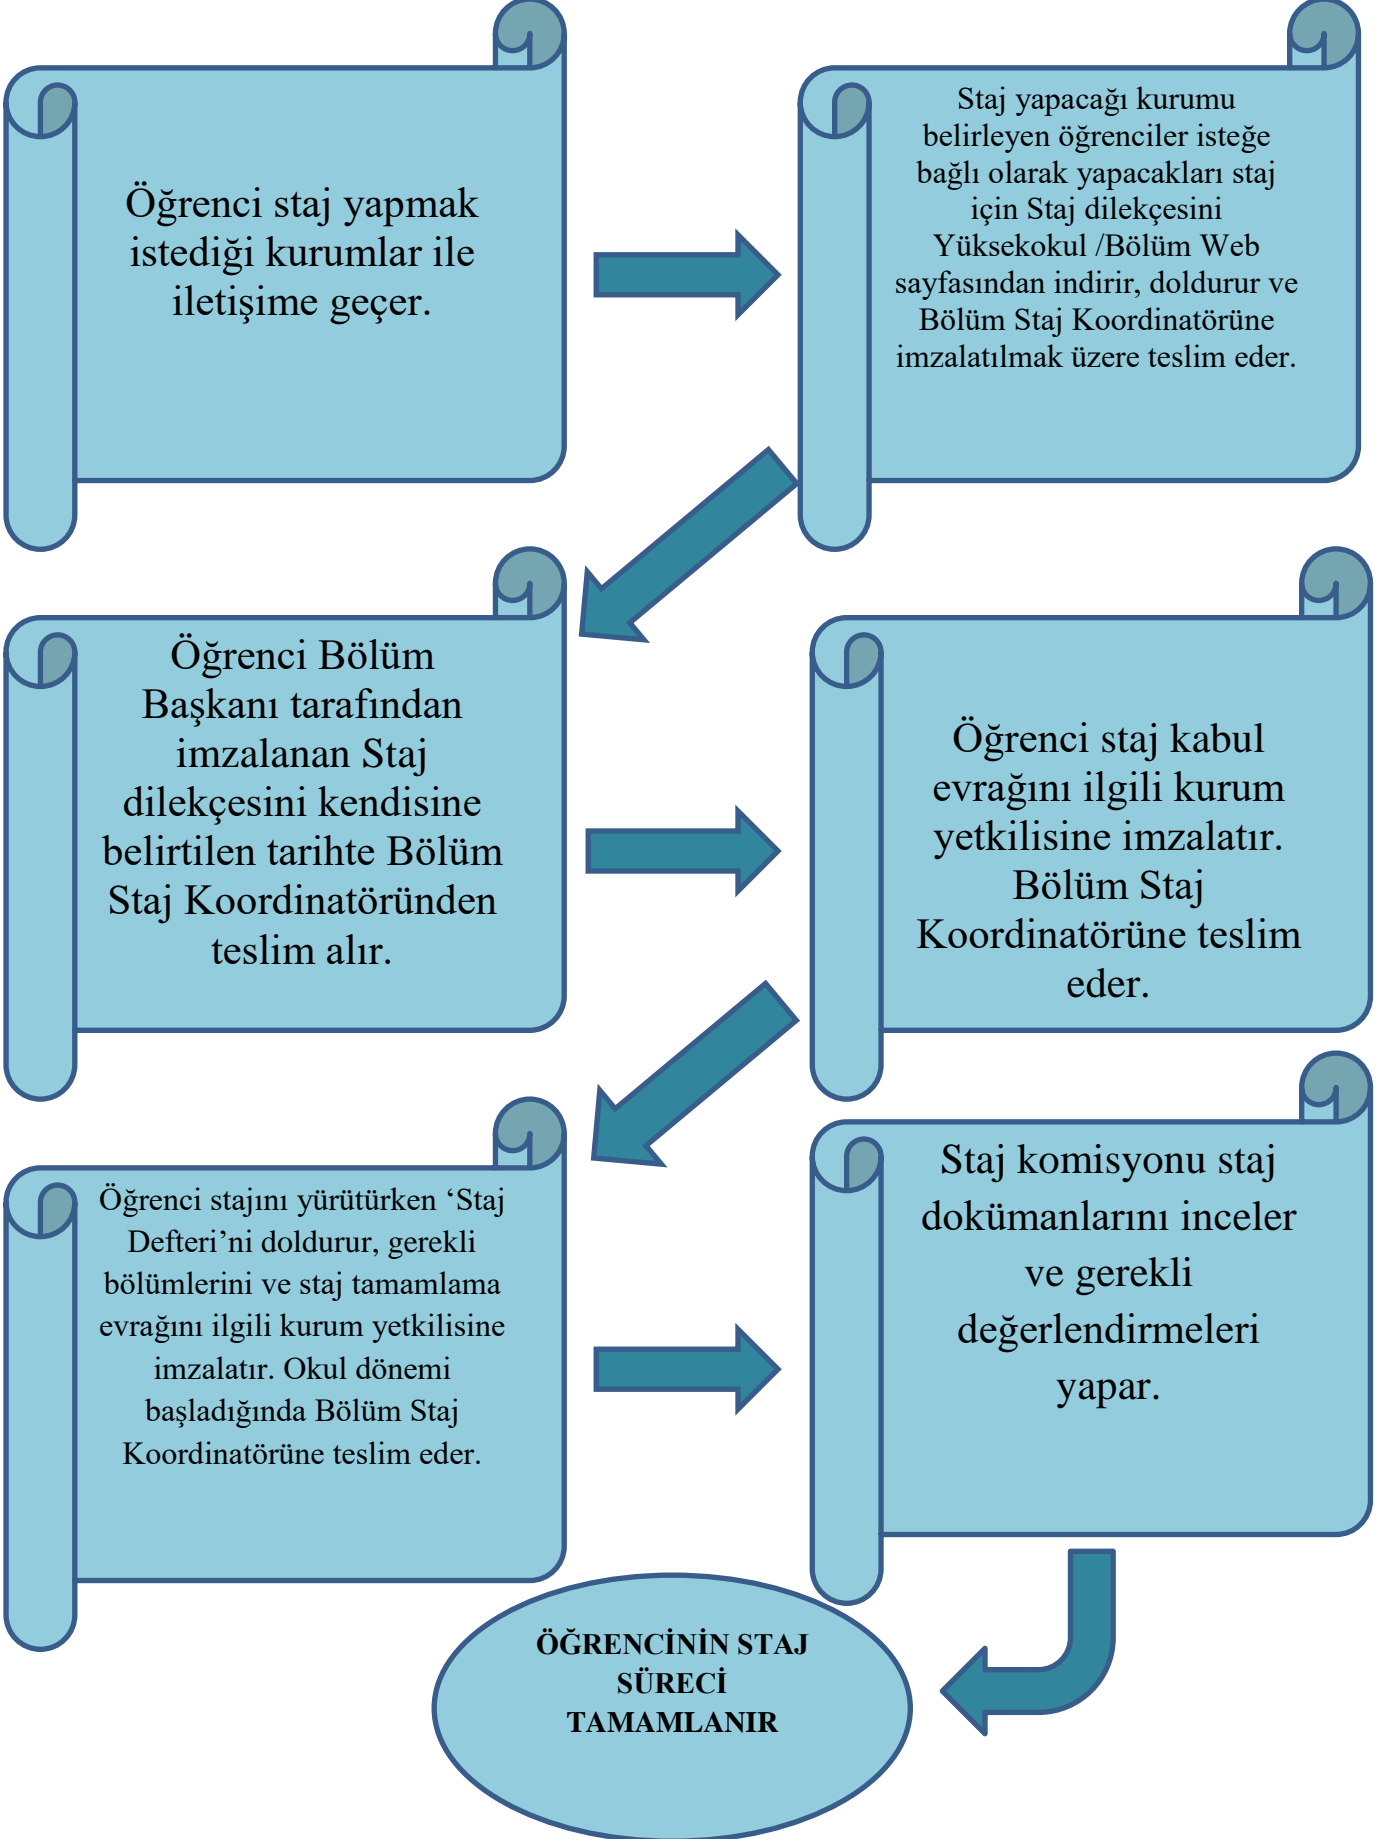 Öğrenci staj yapmak
istediği kurumlar ile
iletişime geçer.
Staj yapacağı kurumu
belirleyen öğrenciler isteğe
bağlı olarak yapacakları staj
için Staj dilekçesini
Yüksekokul /Bölüm Web
sayfasından indirir, doldurur ve
Bölüm Staj Koordinatörüne
imzalatılmak üzere teslim eder.
Öğrenci Bölüm
Başkanı tarafından
imzalanan Staj
dilekçesini kendisine
belirtilen tarihte Bölüm
Staj Koordinatöründen
teslim alır.
Öğrenci staj kabul
evrağını ilgili kurum
yetkilisine imzalatır.
Bölüm Staj
Koordinatörüne teslim
eder.
Öğrenci stajını yürütürken ‘Staj
Defteri’ni doldurur, gerekli
bölümlerini ve staj tamamlama
evrağını ilgili kurum yetkilisine
imzalatır. Okul dönemi
başladığında Bölüm Staj
Koordinatörüne teslim eder.
Staj komisyonu staj
dokümanlarını inceler
ve gerekli
değerlendirmeleri
yapar.
ÖĞRENCİNİN STAJ
SÜRECİ
TAMAMLANIR